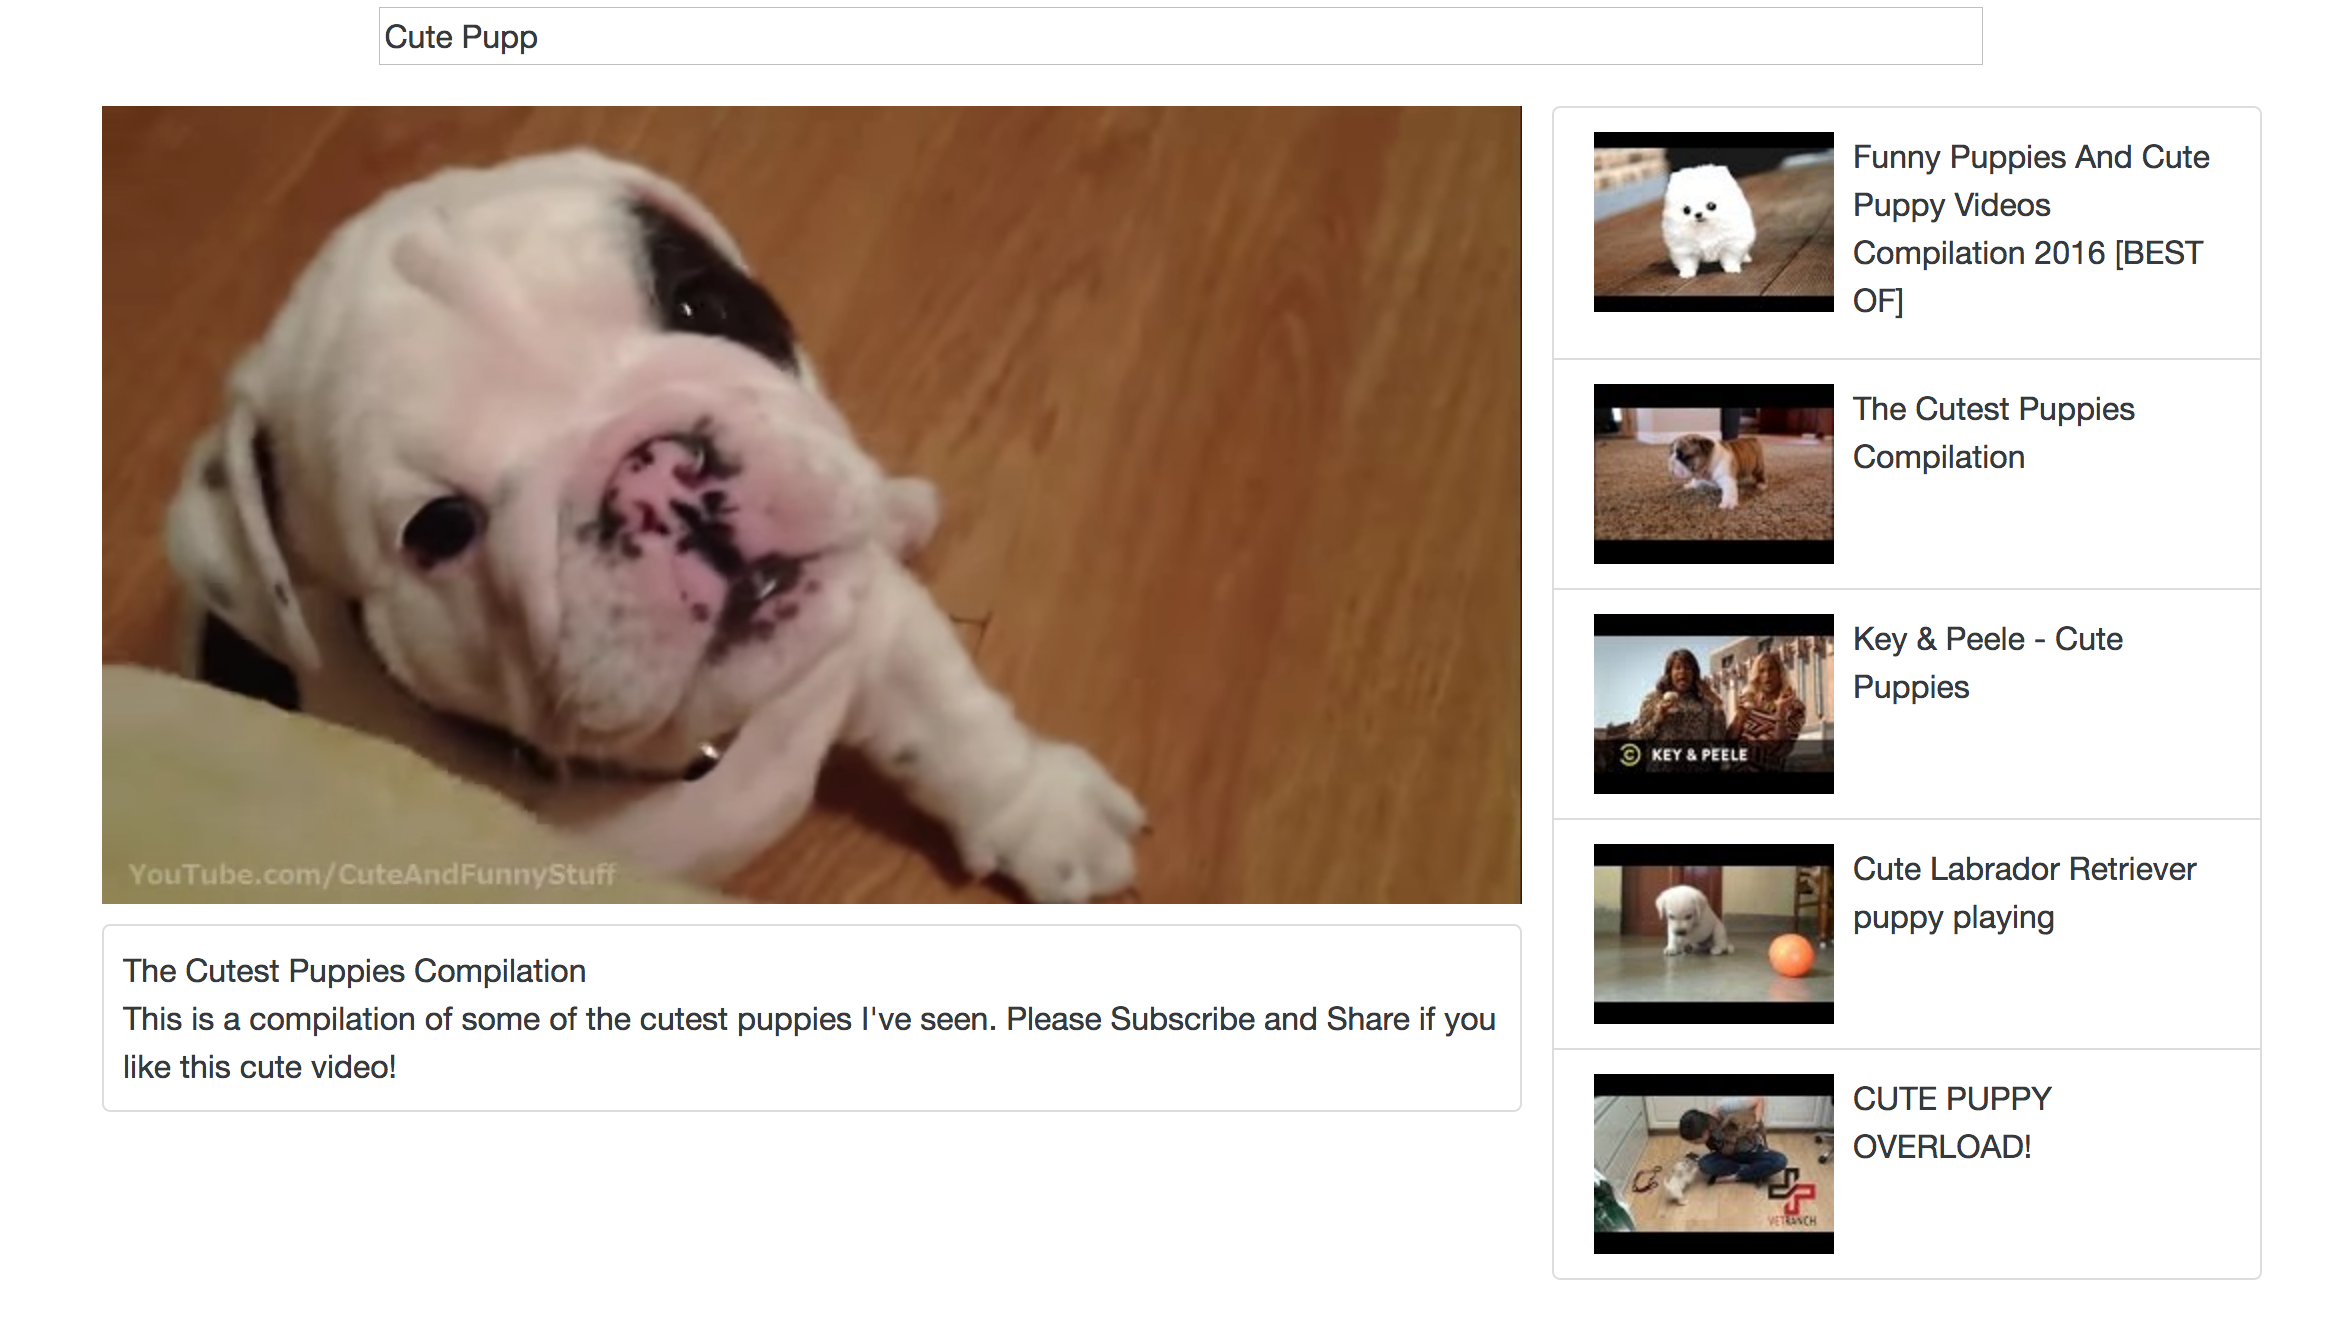 Cute Pupp
YouTube.com/CuteAndFunnyStuff
The Cutest Puppies Compilation
This is a compilation of some of the cutest puppies I've seen. Please Subscribe and Share if you
like this cute video!
Funny Puppies And Cute
Puppy Videos
Compilation 2016 [BEST
OF]
The Cutest Puppies
Compilation
Key & Peele - Cute
Puppies
KEY & PEELE
Cute Labrador Retriever
puppy playing
CUTE PUPPY
OVERLOAD!
VET RANCH